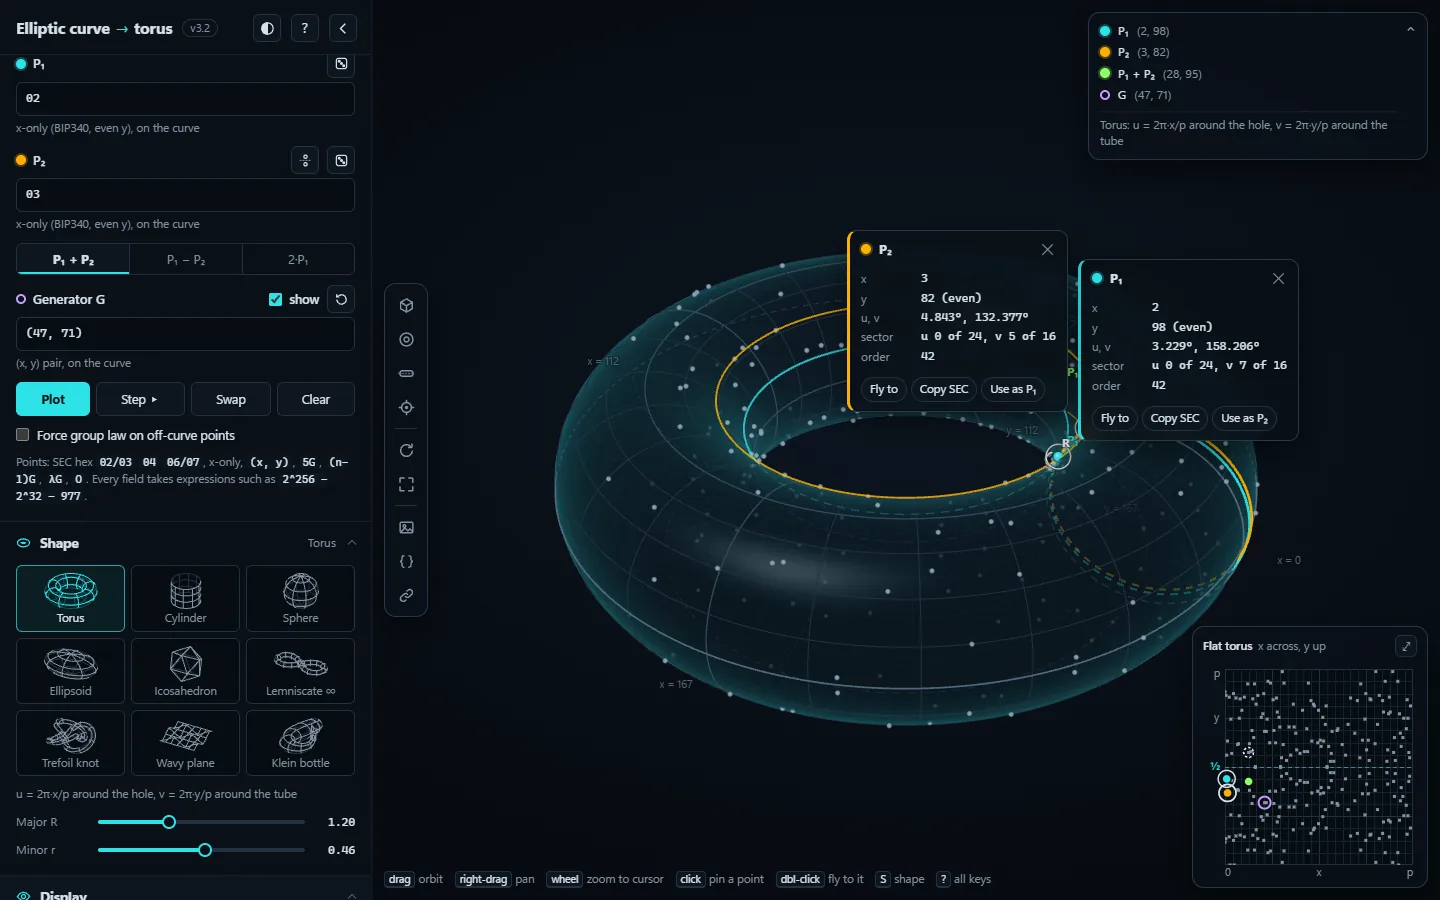 Elliptic curve → torus v3.2 ?
P₁
02
x-only (BIP340, even y), on the curve
P₂
03
x-only (BIP340, even y), on the curve
P₁ + P₂ P₁ − P₂ 2·P₁
Generator G show
(47, 71)
(x, y) pair, on the curve
Plot Step ▸ Swap Clear
Force group law on off-curve points
Points: SEC hex 02/03 04 06/07 , x-only, (x, y) , 5G , (n−
1)G , λG , O . Every field takes expressions such as 2^256 −
2^32 − 977 .
Shape Torus
Torus Cylinder Sphere
Ellipsoid Icosahedron Lemniscate ∞
Trefoil knot Wavy plane Klein bottle
u = 2π·x/p around the hole, v = 2π·y/p around the tube
Major R 1.20
Minor r 0.46
Display
P₁ (2, 98)
P₂ (3, 82)
P₁ + P₂ (28, 95)
G (47, 71)
Torus: u = 2π·x/p around the hole, v = 2π·y/p around the
tube
P₂
x 3
y 82 (even)
u, v 4.843°, 132.377°
sector u 0 of 24, v 5 of 16
order 42
Fly to Copy SEC Use as P₁
P₁
x 2
y 98 (even)
u, v 3.229°, 158.206°
sector u 0 of 24, v 7 of 16
order 42
Fly to Copy SEC Use as P₂
x = 112
P₁
y = 112
R
y = 167
x = 0
x = 167
Flat torus x across, y up
p
y
½
0 x p
drag orbit right-drag pan wheel zoom to cursor click pin a point dbl-click fly to it S shape ? all keys